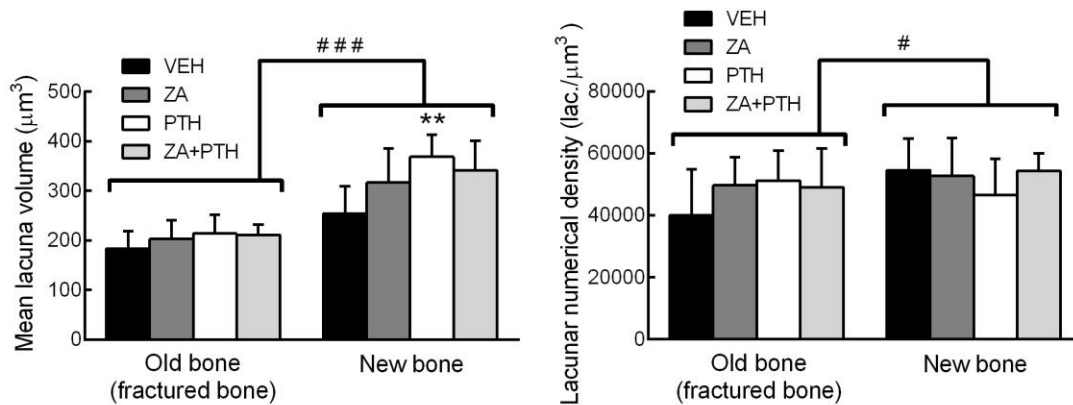 VEH
ZA
PTH
ZA+PTH
# # #
**
Mean lacuna volume (μm3)
500
400
300
200
100
0
Old bone
(fractured bone)
New bone
VEH
ZA
PTH
ZA+PTH
#
Lacunar numerical density (lac./μm3
80000
60000
40000
20000
0
Old bone
(fractured bone)
New bone